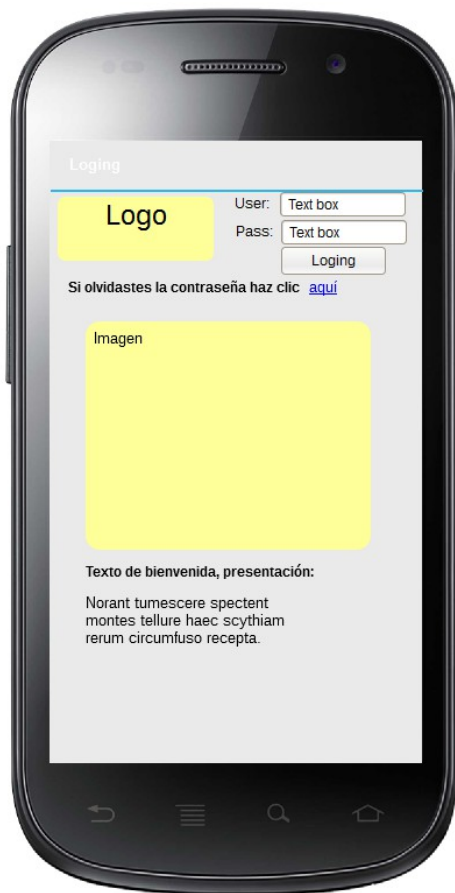 Loging
Logo
User: Text box
Pass: Text box
Loging
Si olvidastes la contraseña haz clic aquí
Imagen
Texto de bienvenida, presentación:
Norant tumescere spectent
montes tellure haec scythiam
rerum circumfuso recepta.